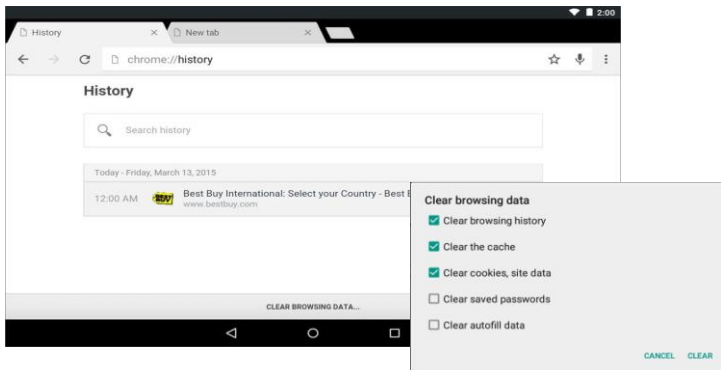 2:00
History
New tab
chrome://history
History
Search history
Today - Friday, March 13, 2015
12:00 AM
BEST BUY
Best Buy International: Select your Country - Best
www.bestbuy.com
CLEAR BROWSING DATA...
Clear browsing data
Clear browsing history
Clear the cache
Clear cookies, site data
Clear saved passwords
Clear autofill data
CANCEL CLEAR